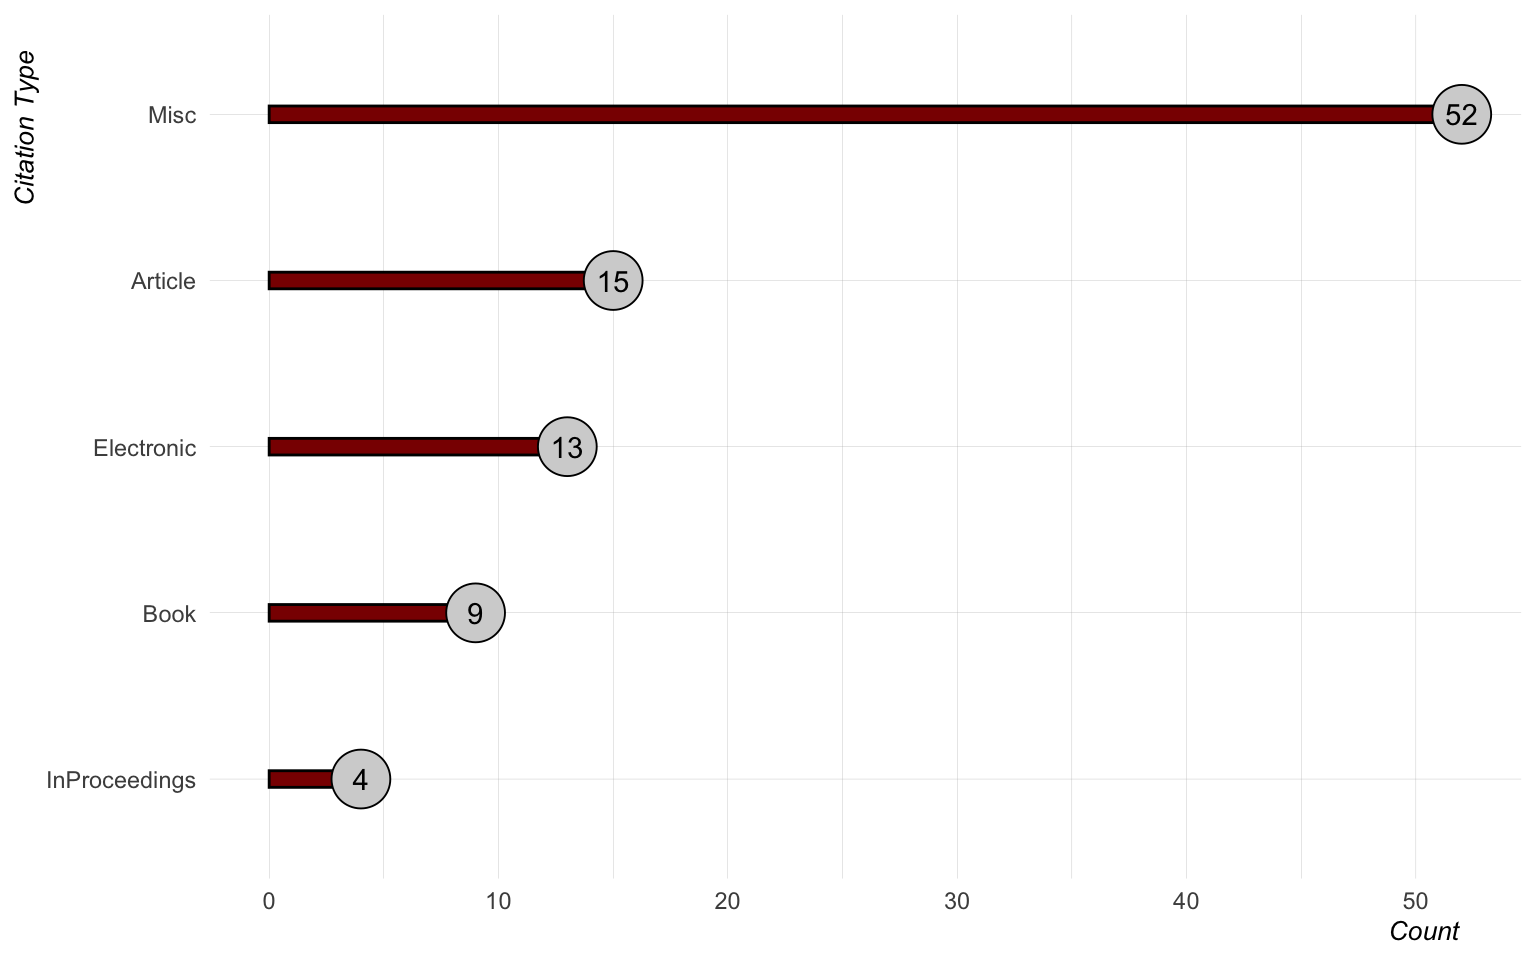 Citation Type
Misc
52
Article
15
Electronic
13
Book
9
InProceedings
4
0 10 20 30 40 50
Count